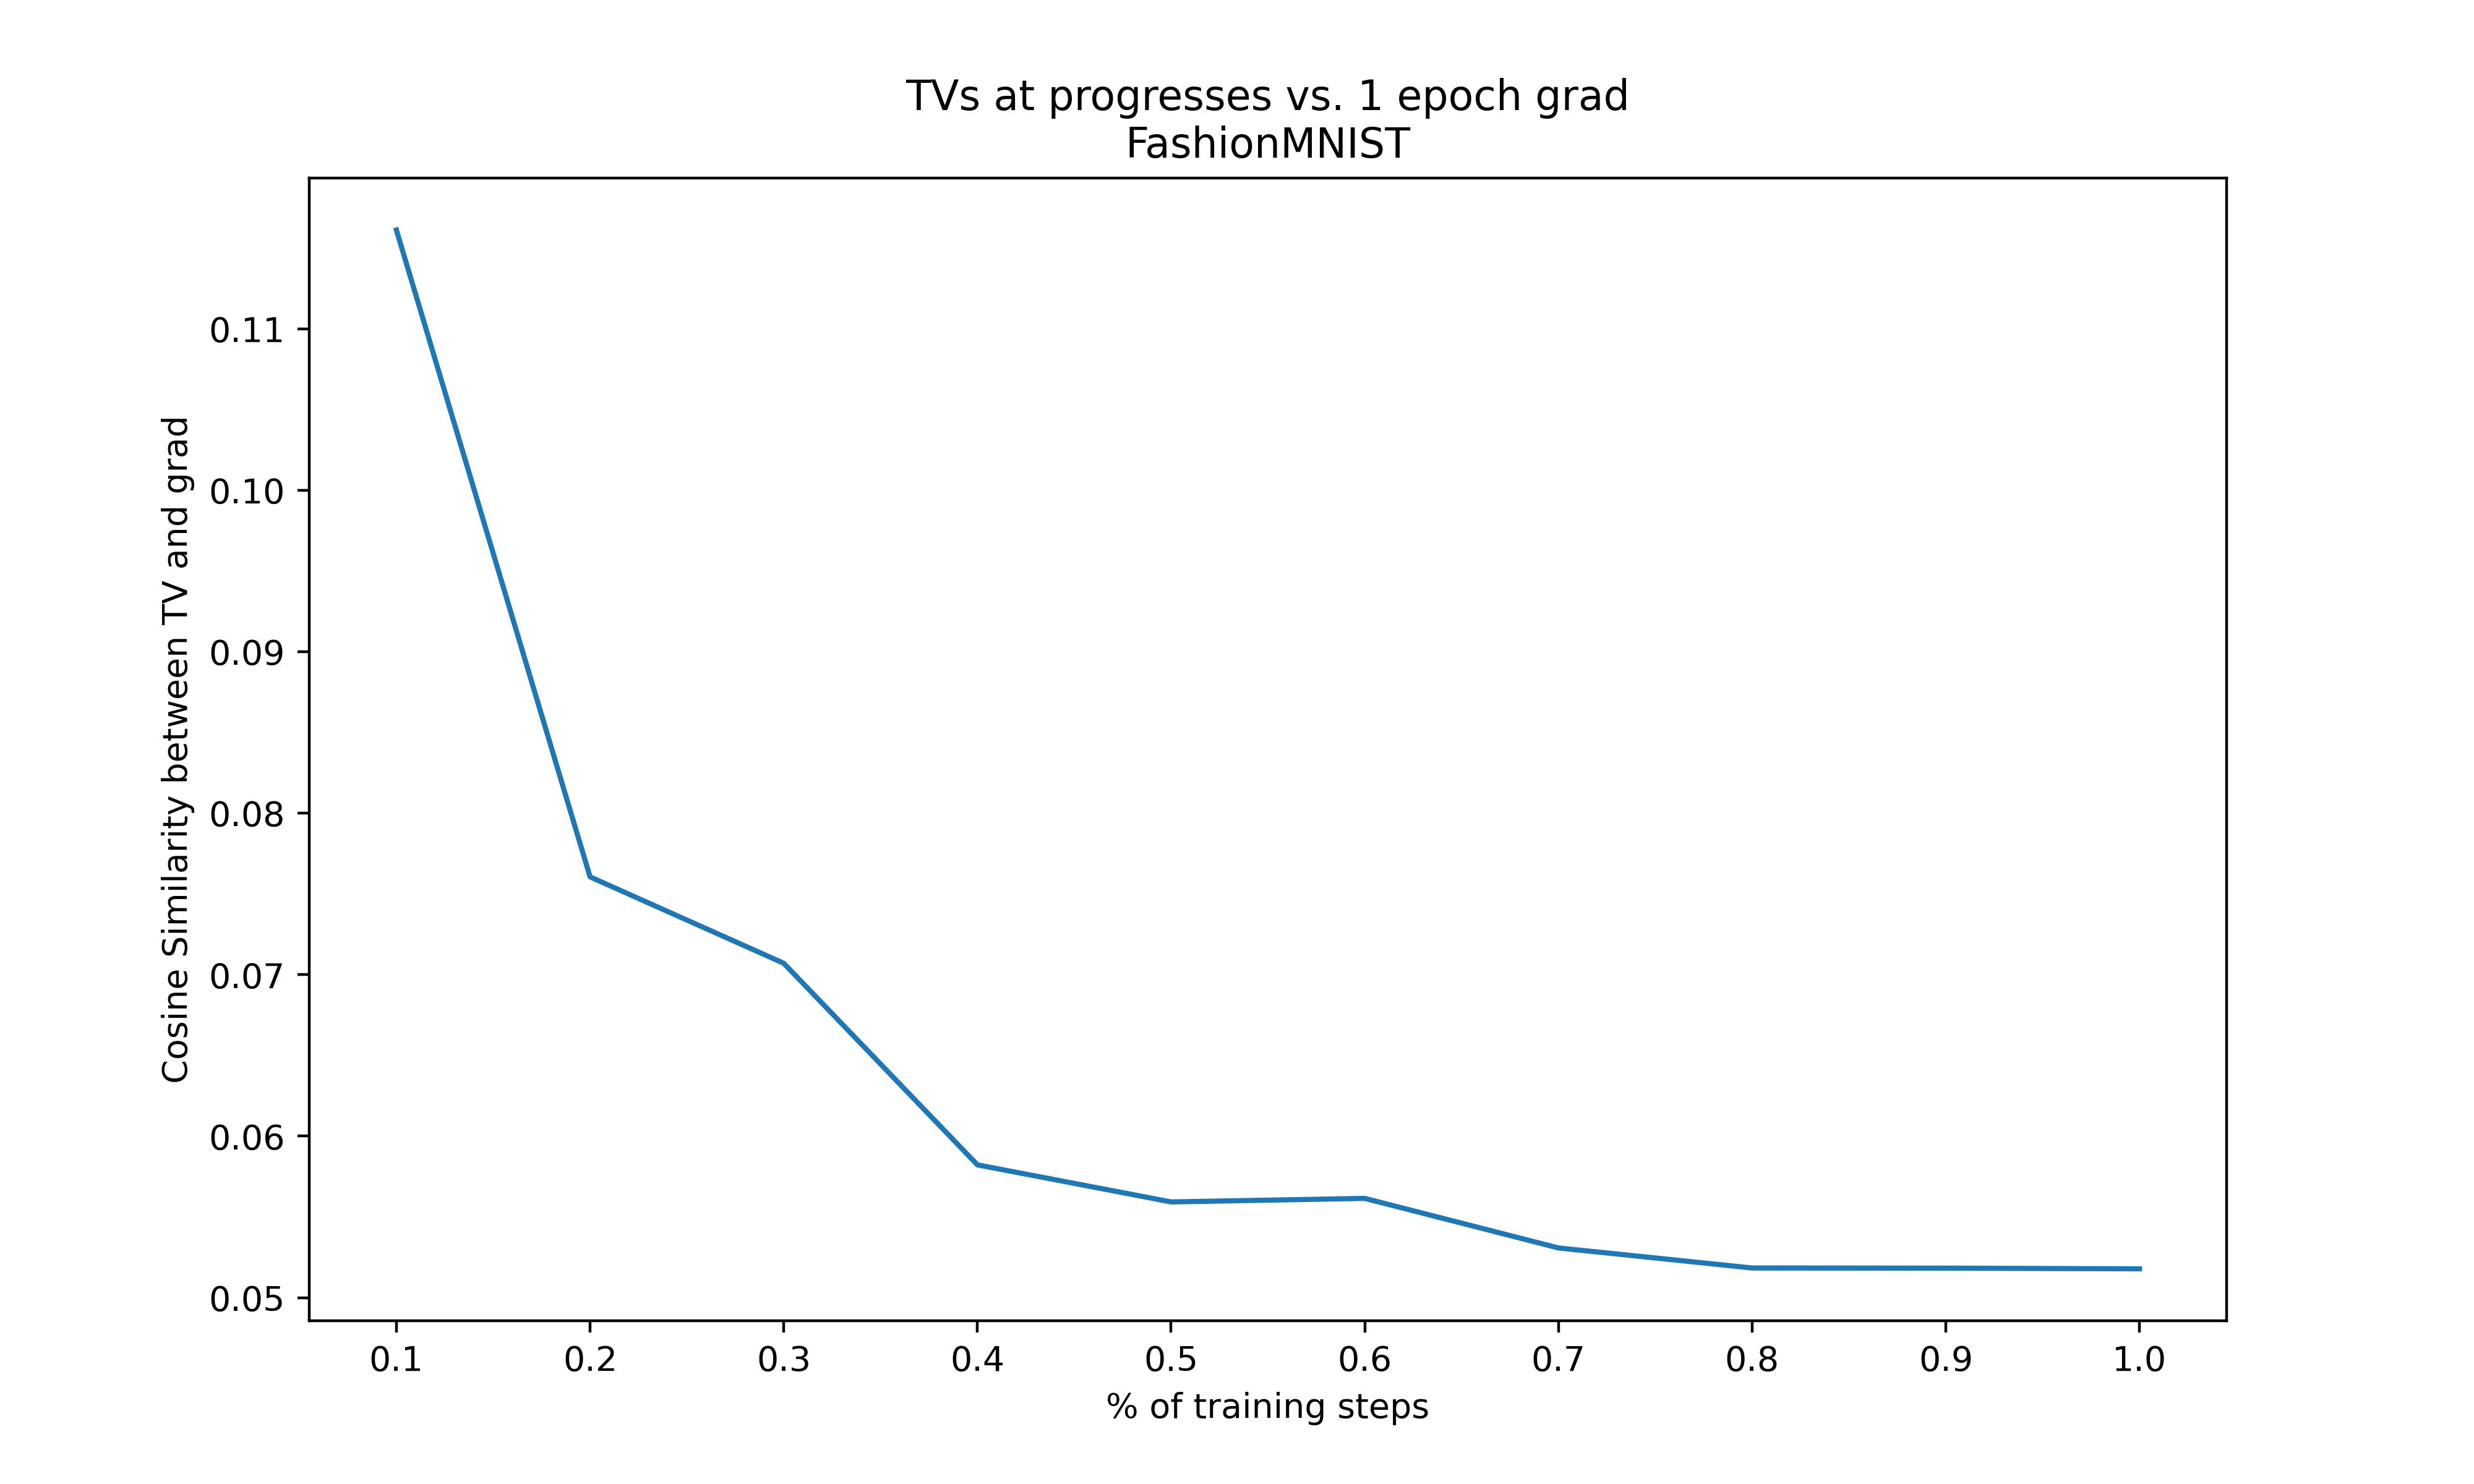 TVs at progresses vs. 1 epoch grad
FashionMNIST
Cosine Similarity between TV and grad
0.11
0.10
0.09
0.08
0.07
0.06
0.05
0.1 0.2 0.3 0.4 0.5 0.6 0.7 0.8 0.9 1.0
% of training steps